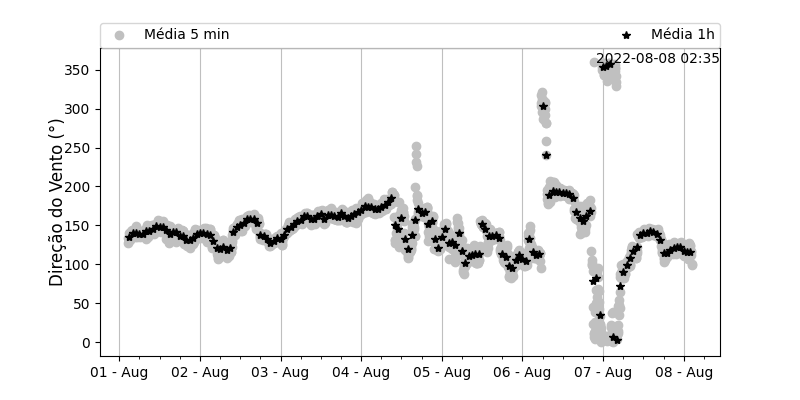 Média 5 min
Média 1h
2022-08-08 02:35
Direção do Vento (°)
350
300
250
200
150
100
50
0
01 - Aug
02 - Aug
03 - Aug
04 - Aug
05 - Aug
06 - Aug
07 - Aug
08 - Aug